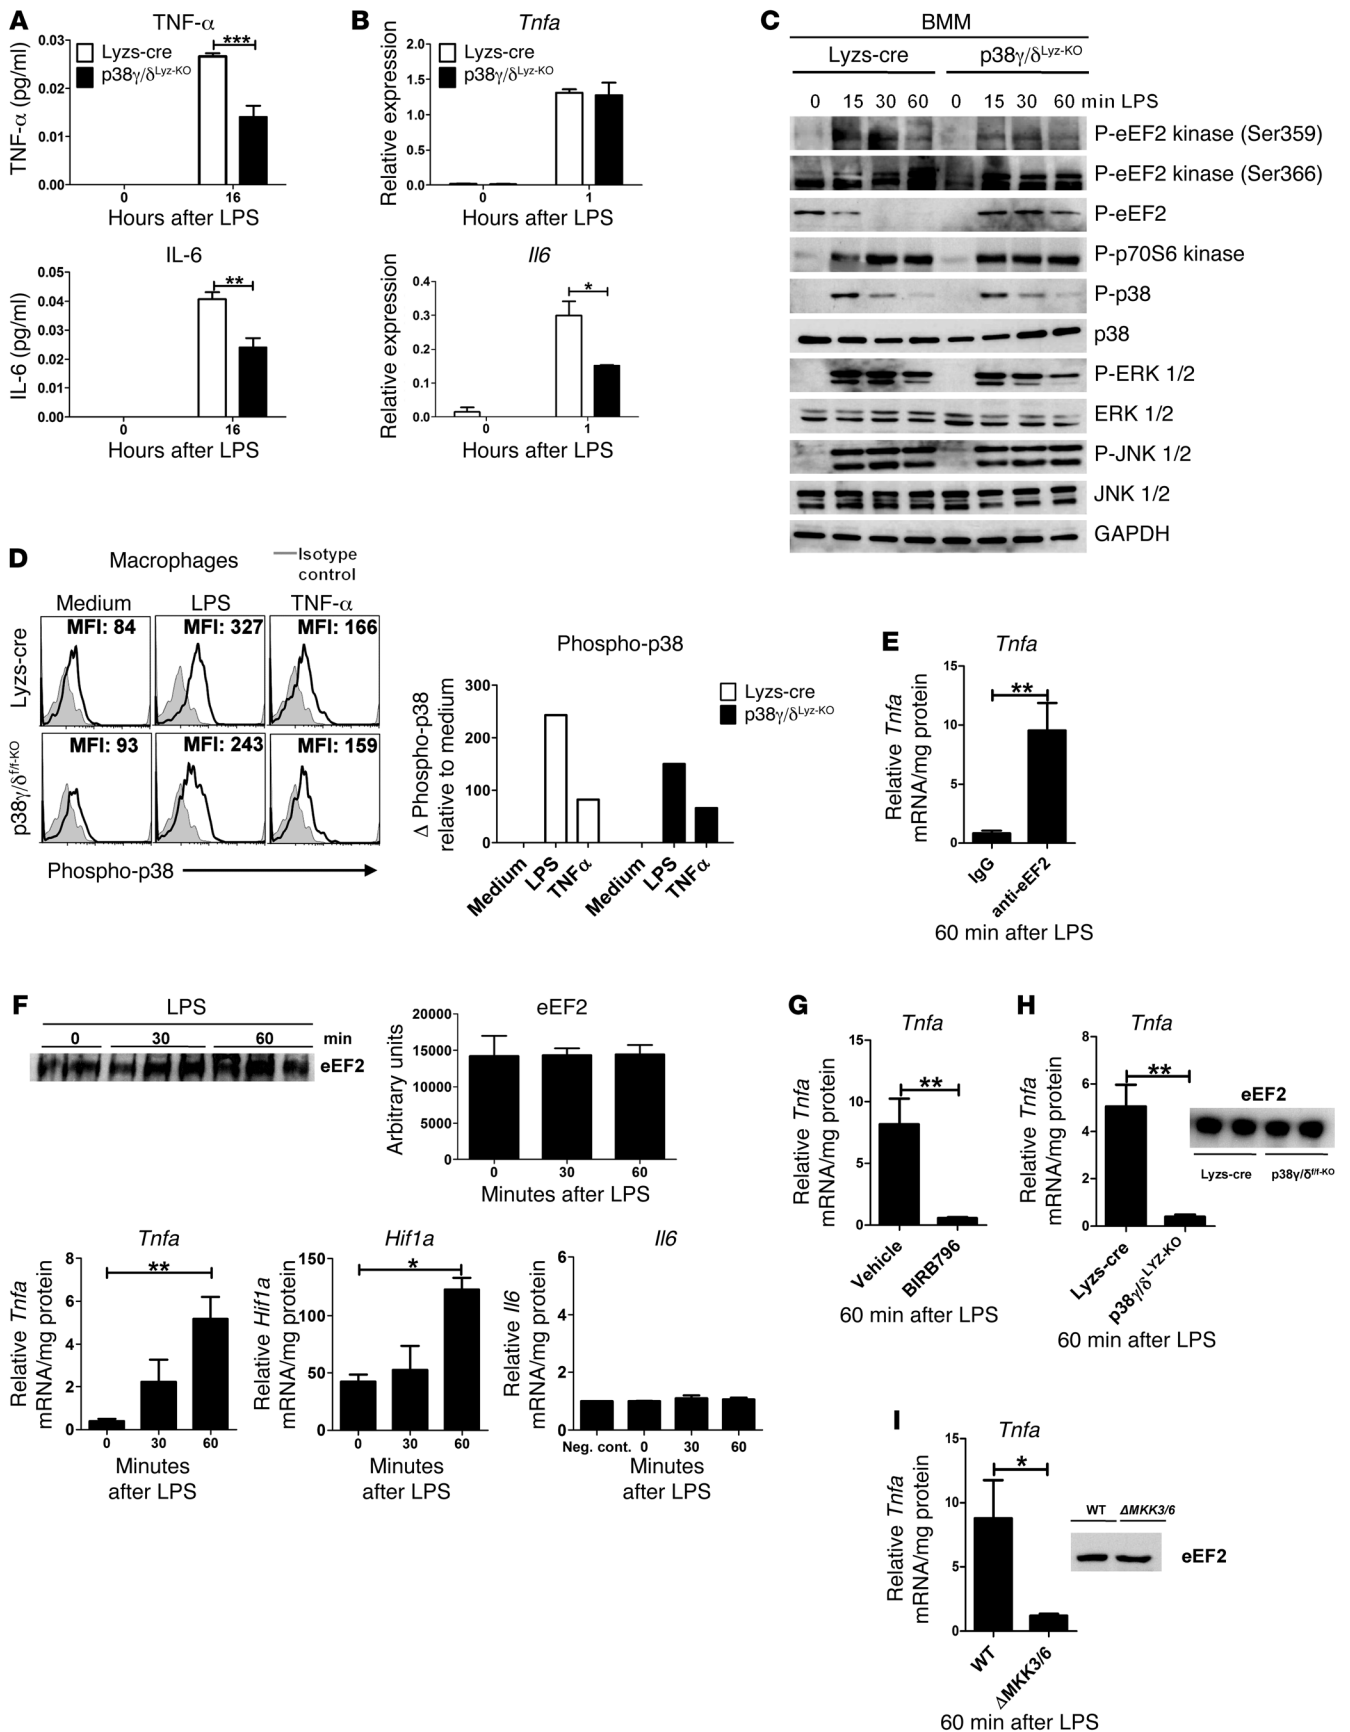 A
TNF-α
TNF-α (pg/ml)
0.03
0.02
0.01
0.00
Lyzs-cre
p38γ/δLyz-KO
***
0
16
Hours after LPS
IL-6
IL-6 (pg/ml)
0.05
0.04
0.03
0.02
0.01
0.00
**
0
16
Hours after LPS
B
Tnfa
Relative expression
2.0
1.5
1.0
0.5
0.0
Lyzs-cre
p38γ/δLyz-KO
0
1
Hours after LPS
Il6
Relative expression
0.4
0.3
0.2
0.1
0.0
*
0
1
Hours after LPS
C
BMM
Lyzs-cre
p38γ/δLyz-KO
0 15 30 60 0 15 30 60 min LPS
P-eEF2 kinase (Ser359)
P-eEF2 kinase (Ser366)
P-eEF2
P-p70S6 kinase
P-p38
p38
P-ERK 1/2
ERK 1/2
P-JNK 1/2
JNK 1/2
GAPDH
D
Macrophages
Isotype
control
Medium LPS TNF-α
Lyzs-cre
MFI: 84 MFI: 327 MFI: 166
p38γ/δf/f-KO
MFI: 93 MFI: 243 MFI: 159
Phospho-p38
Phospho-p38
Δ Phospho-p38
relative to medium
300
200
100
0
Lyzs-cre
p38γ/δLyz-KO
Medium
LPS
TNFα
Medium
LPS
TNFα
E
Tnfa
Relative Tnfa
mRNA/mg protein
15
10
5
0
**
IgG
anti-eEF2
60 min after LPS
F
LPS
0 30 60 min
eEF2
eEF2
Arbitrary units
20000
15000
10000
5000
0
0 30 60
Minutes after LPS
Tnfa
Relative Tnfa
mRNA/mg protein
8
6
4
2
0
**
0 30 60
Minutes
after LPS
Hif1a
Relative Hif1a
mRNA/mg protein
150
100
50
0
*
0 30 60
Minutes
after LPS
Il6
Relative Il6
mRNA/mg protein
6
4
2
0
Neg. cont. 0 30 60
Minutes
after LPS
G
Tnfa
Relative Tnfa
mRNA/mg protein
15
10
5
0
**
Vehicle
BIRB796
60 min after LPS
H
Tnfa
Relative Tnfa
mRNA/mg protein
8
6
4
2
0
**
Lyzs-cre
p38γ/δLYZ-KO
60 min after LPS
eEF2
Lyzs-cre p38γ/δf/f-KO
I
Tnfa
Relative Tnfa
mRNA/mg protein
15
10
5
0
*
WT
ΔMKK3/6
60 min after LPS
WT ΔMKK3/6
eEF2